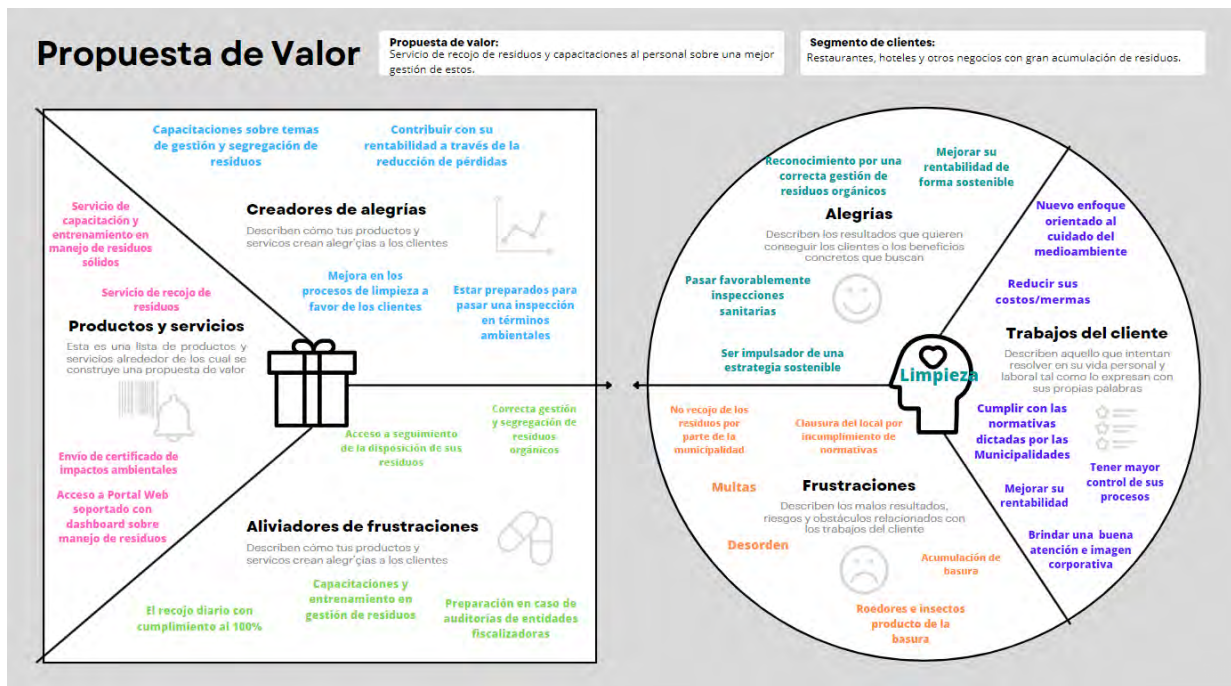 Propuesta de Valor
Propuesta de valor:
Servicio de recojo de residuos y capacitaciones al personal sobre una mejor
gestión de estos.
Segmento de clientes:
Restaurantes, hoteles y otros negocios con gran acumulación de residuos.
Capacitaciones sobre temas
de gestión y segregación de
residuos
Contribuir con su
rentabilidad a través de la
reducción de pérdidas
Creadores de alegrías
Describen cómo tus productos y
servicos crean alegr´çias a los clientes
Mejora en los
procesos de limpieza a
favor de los clientes
Estar preparados para
pasar una inspección
en términos
ambientales
Servicio de
capacitación y
entrenamiento en
manejo de residuos
sólidos
Servicio de recojo de
residuos
Productos y servicios
Esta es una lista de productos y
servicios alrededor de los cual se
construye una propuesta de valor
Envío de certificado de
impactos ambientales
Acceso a Portal Web
soportado con
dashboard sobre
manejo de residuos
Acceso a seguimiento
de la disposición de sus
residuos
Correcta gestión
y segregación de
residuos
orgánicos
Aliviadores de frustraciones
Describen cómo tus productos y
servicos crean alegr´çias a los clientes
El recojo diario con
cumplimiento al 100%
Capacitaciones y
entrenamiento en
gestión de residuos
Preparación en caso de
auditorías de entidades
fiscalizadoras
Reconocimiento por una
correcta gestión de
residuos orgánicos
Mejorar su
rentabilidad de
forma sostenible
Alegrías
Describen los resultados que quieren
conseguir los clientes o los beneficios
concretos que buscan
Pasar favorablemente
inspecciones
sanitarias
Ser impulsador de una
estrategia sostenible
Limpieza
Nuevo enfoque
orientado al
cuidado del
medioambiente
Reducir sus
costos/mermas
Trabajos del cliente
Describen aquello que intentan
resolver en su vida personal y
laboral tal como lo expresan con
sus propias palabras
Cumplir con las
normativas
dictadas por las
Municipalidades
Tener mayor
control de sus
procesos
Mejorar su
rentabilidad
Brindar una buena
atención e imagen
corporativa
No recojo de los
residuos por
parte de la
municipalidad
Clausura del local por
incumplimiento de
normativas
Multas
Frustraciones
Describen los malos resultados,
riesgos y obstáculos relacionados con
los trabajos del cliente
Desorden
Acumulación de
basura
Roedores e insectos
producto de la
basura